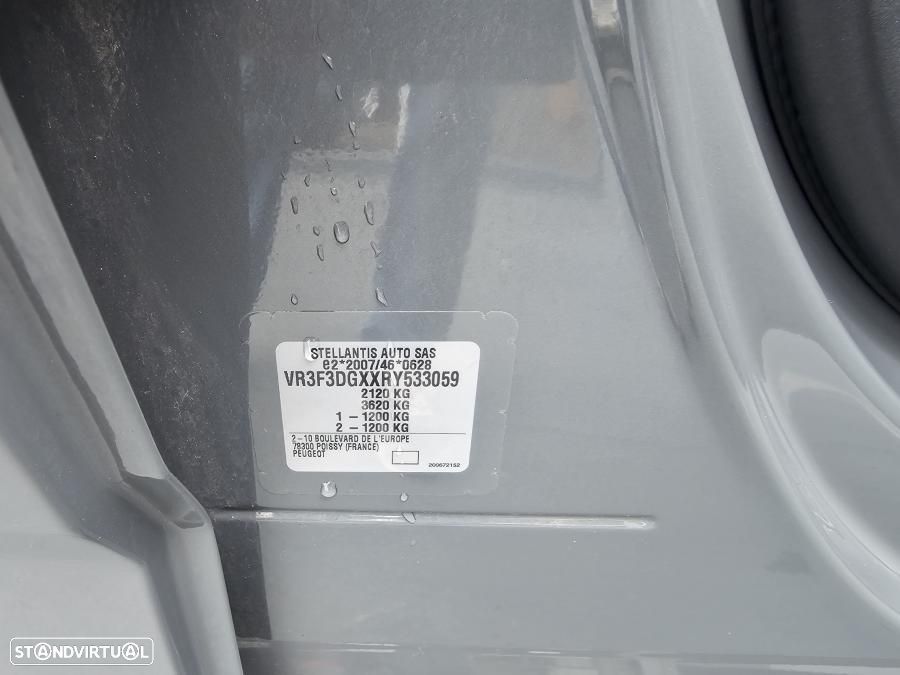 STELLANTIS AUTO SAS
e2*2007/46*0628
VR3F3DGXXRY533059
2120 KG
3620 KG
1 - 1200 KG
2 - 1200 KG
2-10 BOULEVARD DE L'EUROPE
78300 POISSY (FRANCE)
PEUGEOT
200672152
STANDVIRTUAL